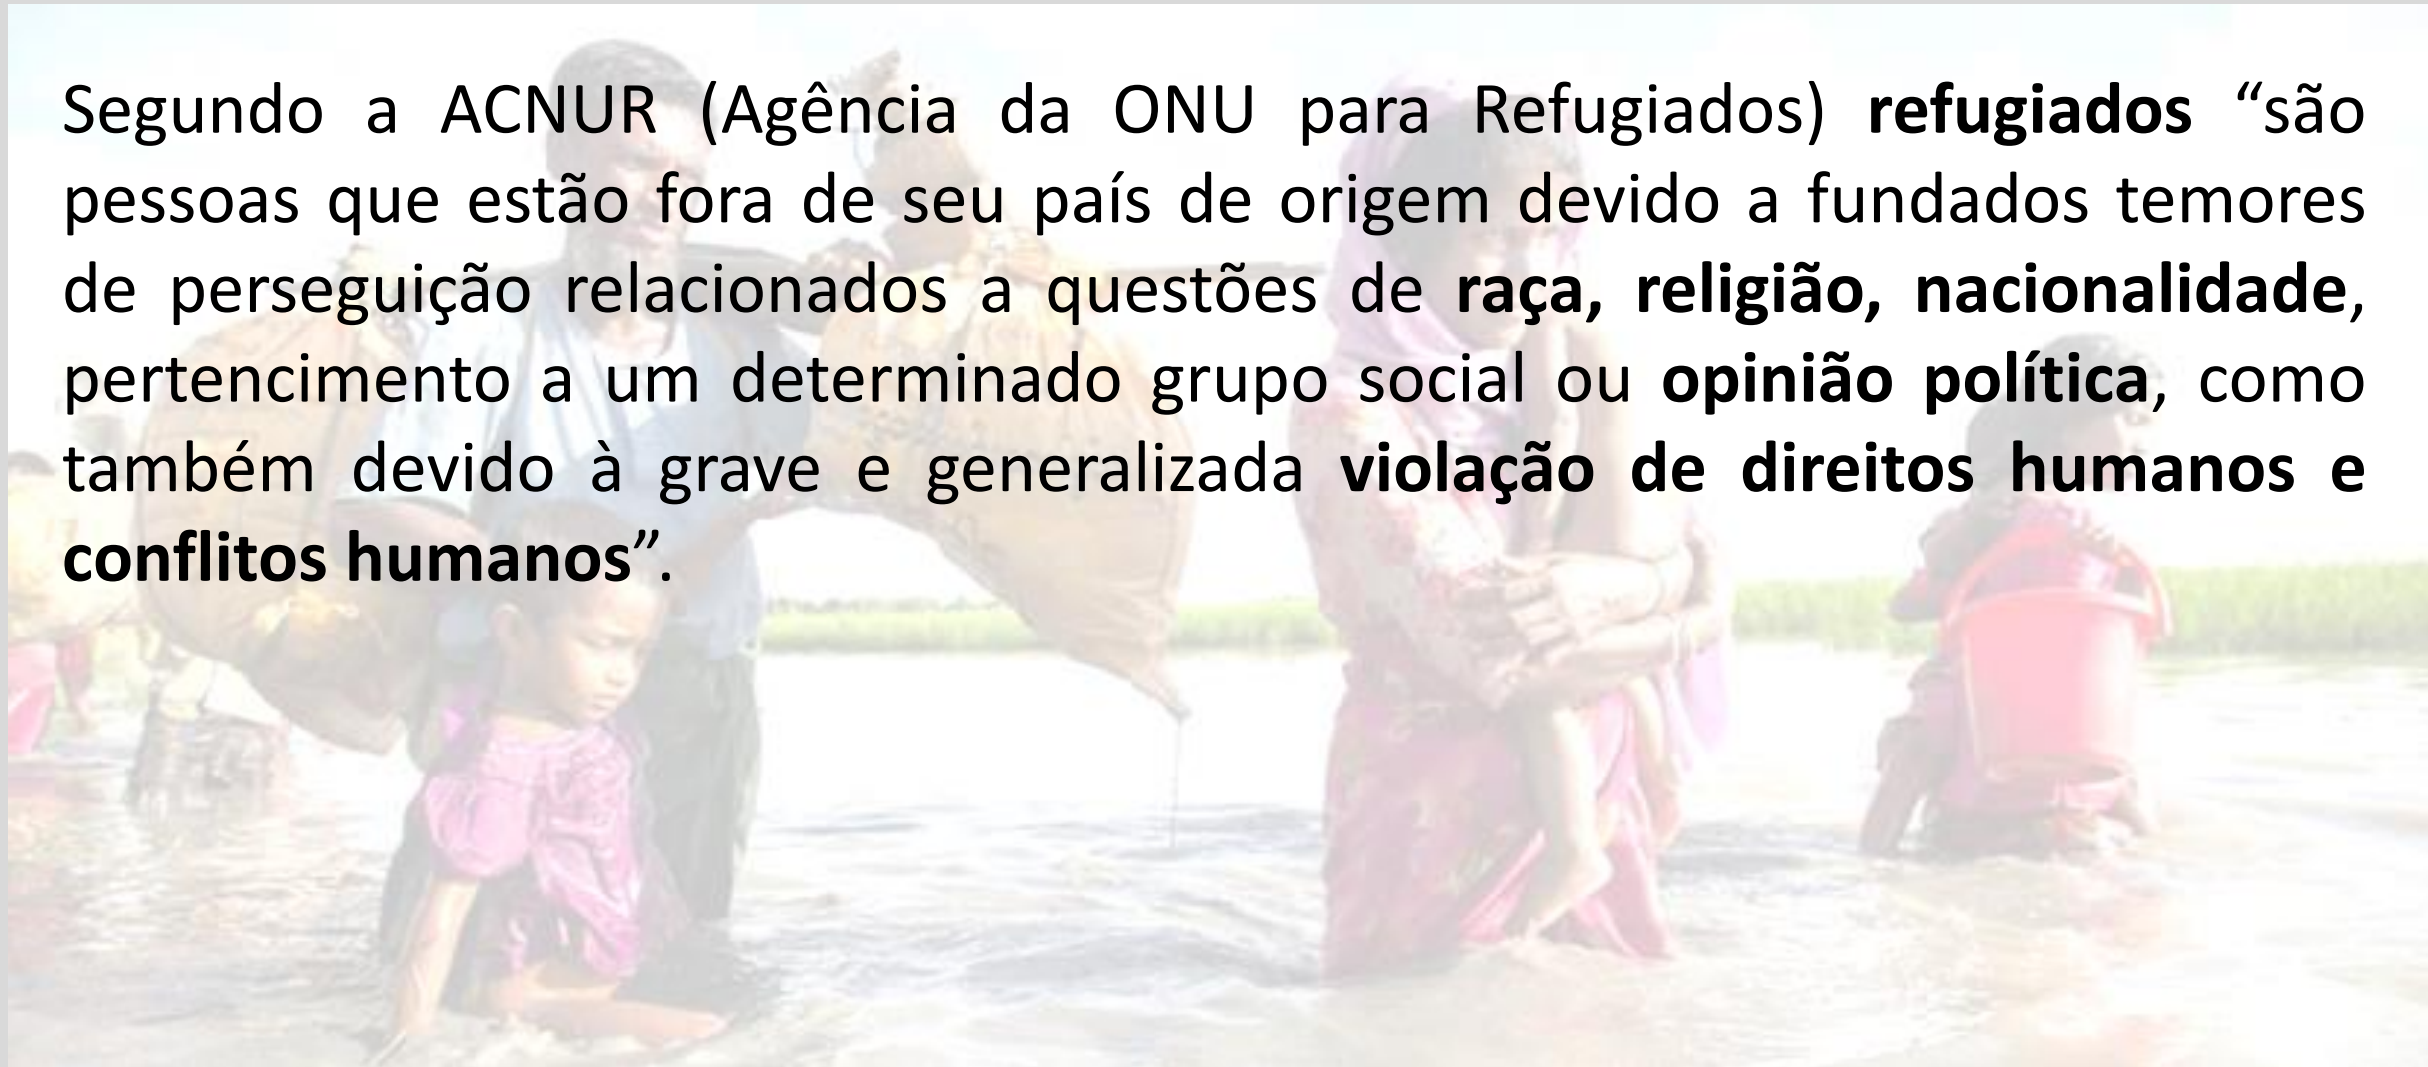 Segundo a ACNUR (Agência da ONU para Refugiados) refugiados “são
pessoas que estão fora de seu país de origem devido a fundados temores
de perseguição relacionados a questões de raça, religião, nacionalidade,
pertencimento a um determinado grupo social ou opinião política, como
também devido à grave e generalizada violação de direitos humanos e
conflitos humanos”.